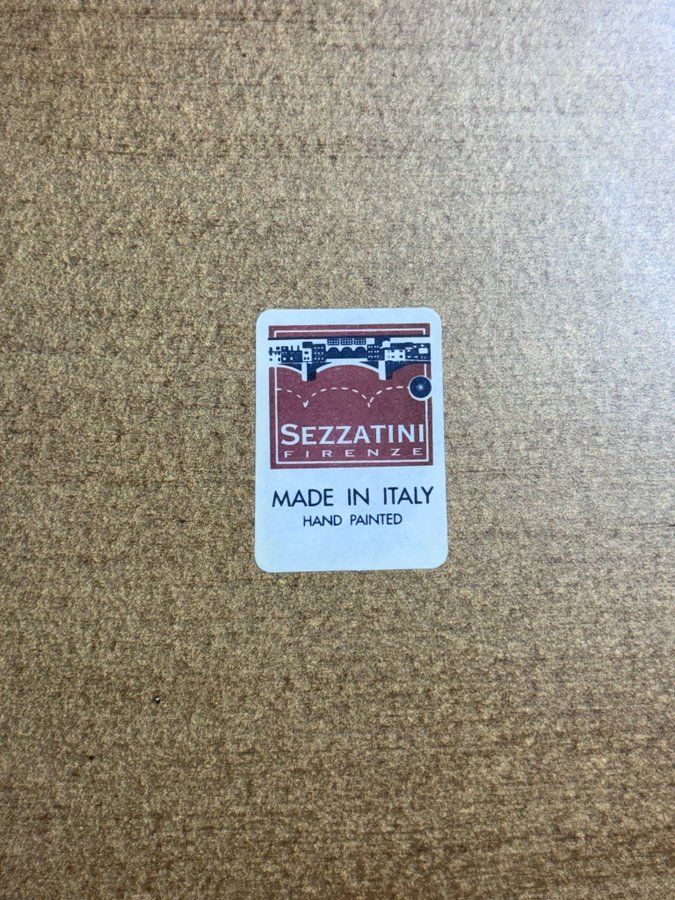 SEZZATINI
FIRENZE
MADE IN ITALY
HAND PAINTED